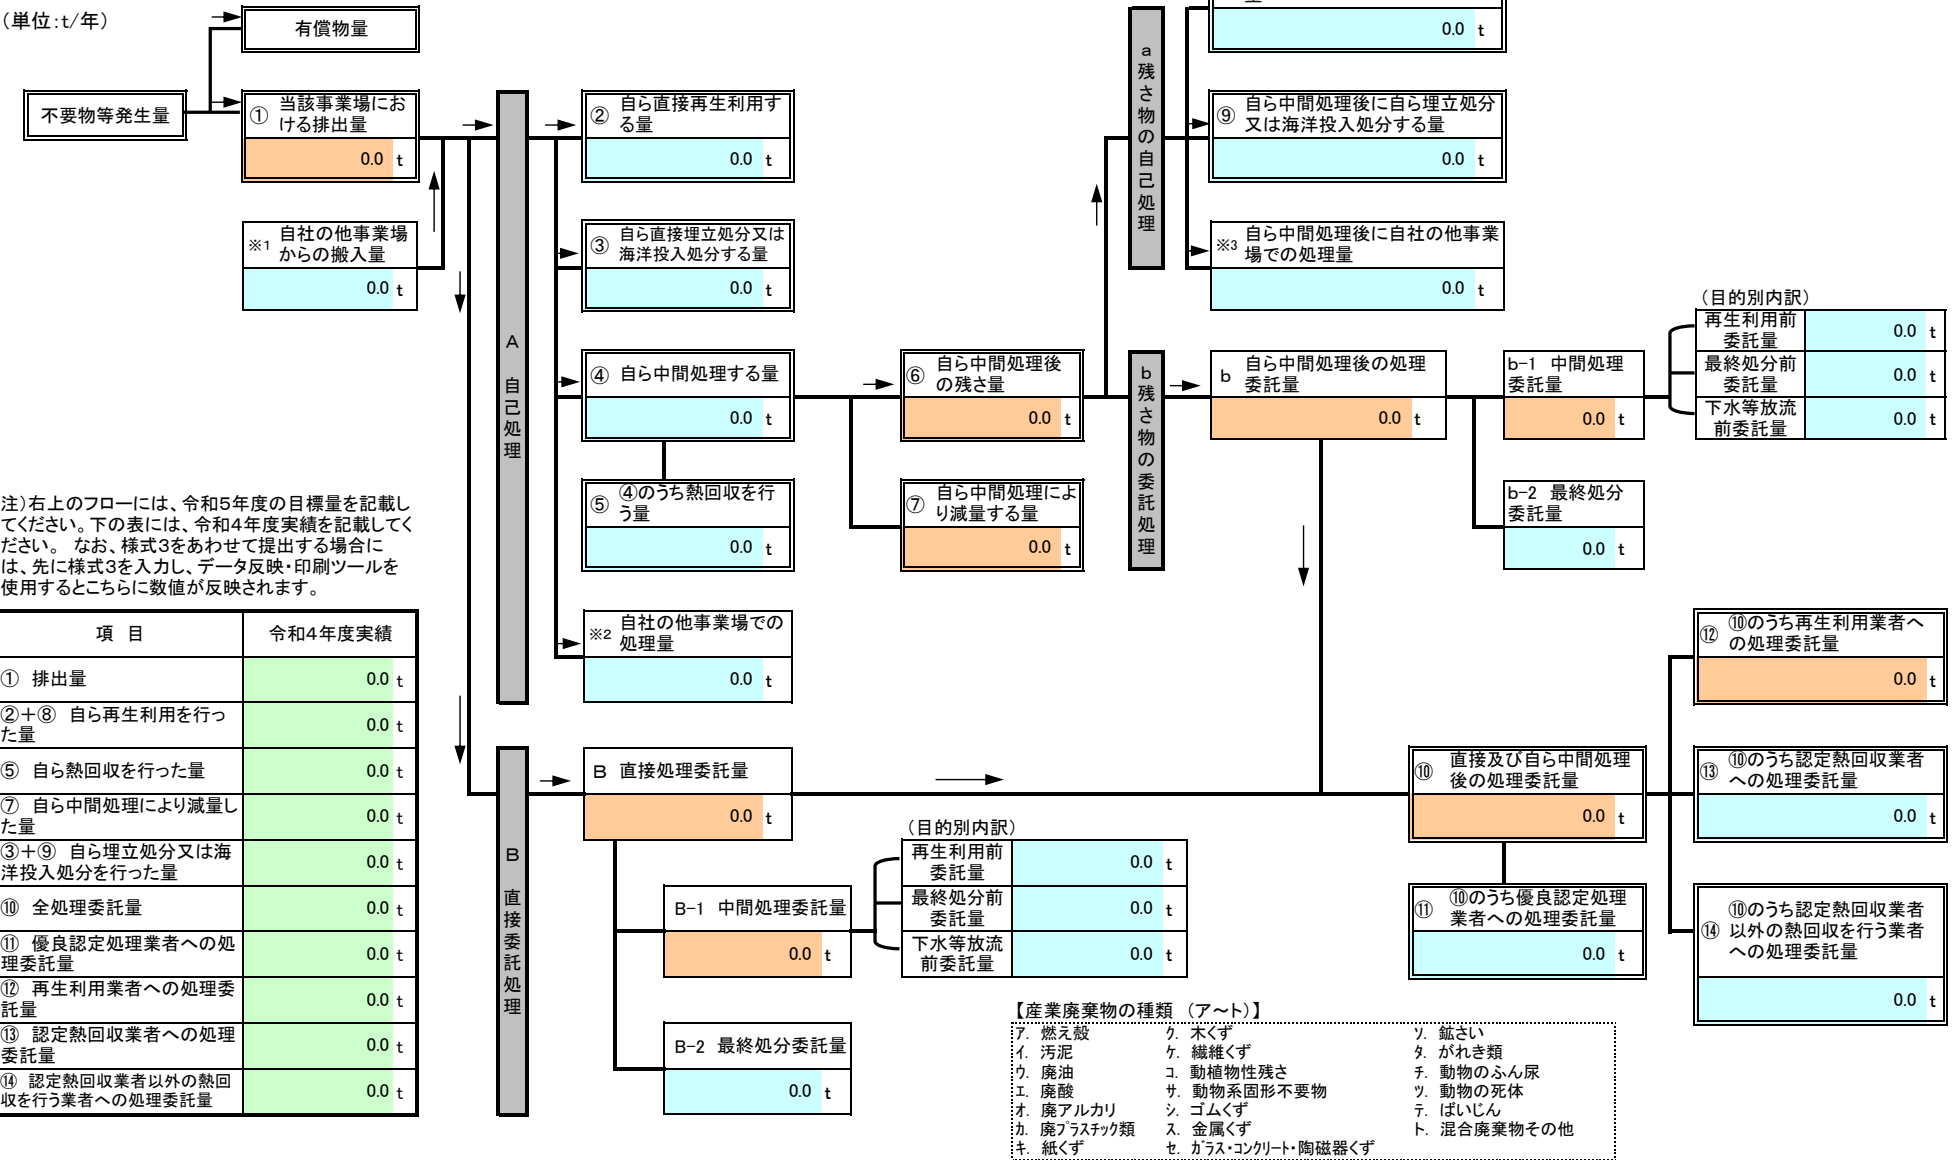 (単位:t/年)
有償物量
不要物等発生量
① 当該事業場にお
ける排出量
0.0 t
※1 自社の他事業場
からの搬入量
0.0 t
A 自己処理
② 自ら直接再生利用す
る量
0.0 t
③ 自ら直接埋立処分又は
海洋投入処分する量
0.0 t
④ 自ら中間処理する量
0.0 t
⑤ ④のうち熱回収を行
う量
0.0 t
※2 自社の他事業場での
処理量
0.0 t
⑥ 自ら中間処理後
の残さ量
0.0 t
⑦ 自ら中間処理によ
り減量する量
0.0 t
a 残さ物の自己処理
0.0 t
⑨ 自ら中間処理後に自ら埋立処分
又は海洋投入処分する量
0.0 t
※3 自ら中間処理後に自社の他事業
場での処理量
0.0 t
b 残さ物の委託処理
b 自ら中間処理後の処理
委託量
0.0 t
b-1 中間処理
委託量
0.0 t
b-2 最終処分
委託量
0.0 t
(目的別内訳)
再生利用前
委託量
0.0 t
最終処分前
委託量
0.0 t
下水等放流
前委託量
0.0 t
注)右上のフローには、令和5年度の目標量を記載し
てください。下の表には、令和4年度実績を記載してく
ださい。 なお、様式3をあわせて提出する場合に
は、先に様式3を入力し、データ反映・印刷ツールを
使用するとこちらに数値が反映されます。
項 目 令和4年度実績
① 排出量 0.0 t
②+⑧ 自ら再生利用を行っ
た量 0.0 t
⑤ 自ら熱回収を行った量 0.0 t
⑦ 自ら中間処理により減量し
た量 0.0 t
③+⑨ 自ら埋立処分又は海
洋投入処分を行った量 0.0 t
⑩ 全処理委託量 0.0 t
⑪ 優良認定処理業者への処
理委託量 0.0 t
⑫ 再生利用業者への処理委
託量 0.0 t
⑬ 認定熱回収業者への処理
委託量 0.0 t
⑭ 認定熱回収業者以外の熱回
収を行う業者への処理委託量 0.0 t
B 直接委託処理
B 直接処理委託量
0.0 t
B-1 中間処理委託量
0.0 t
B-2 最終処分委託量
0.0 t
(目的別内訳)
再生利用前
委託量
0.0 t
最終処分前
委託量
0.0 t
下水等放流
前委託量
0.0 t
⑩ 直接及び自ら中間処理
後の処理委託量
0.0 t
⑪ ⑩のうち優良認定処理
業者への処理委託量
0.0 t
⑫ ⑩のうち再生利用業者へ
の処理委託量
0.0 t
⑬ ⑩のうち認定熱回収業者
への処理委託量
0.0 t
⑭ ⑩のうち認定熱回収業者
以外の熱回収を行う業者
への処理委託量
0.0 t
【産業廃棄物の種類 (ア~ト)】
ア. 燃え殻 ク. 木くず ソ. 鉱さい
イ. 汚泥 ケ. 繊維くず タ. がれき類
ウ. 廃油 コ. 動植物性残さ チ. 動物のふん尿
エ. 廃酸 サ. 動物系固形不要物 ツ. 動物の死体
オ. 廃アルカリ シ. ゴムくず テ. ばいじん
カ. 廃プラスチック類 ス. 金属くず ト. 混合廃棄物その他
キ. 紙くず セ. ガラス・コンクリート・陶磁器くず